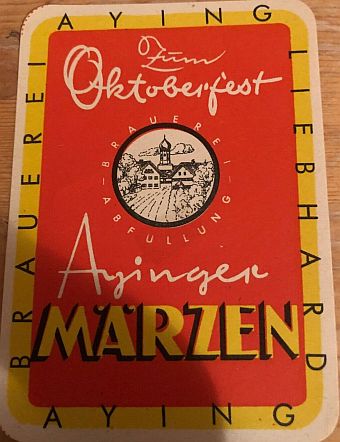 AYING
Zum
Oktoberfest
BRAUEREI-
ABFÜLLUNG
Ayinger
MÄRZEN
BRAUEREI
LIEBHARD
AYING